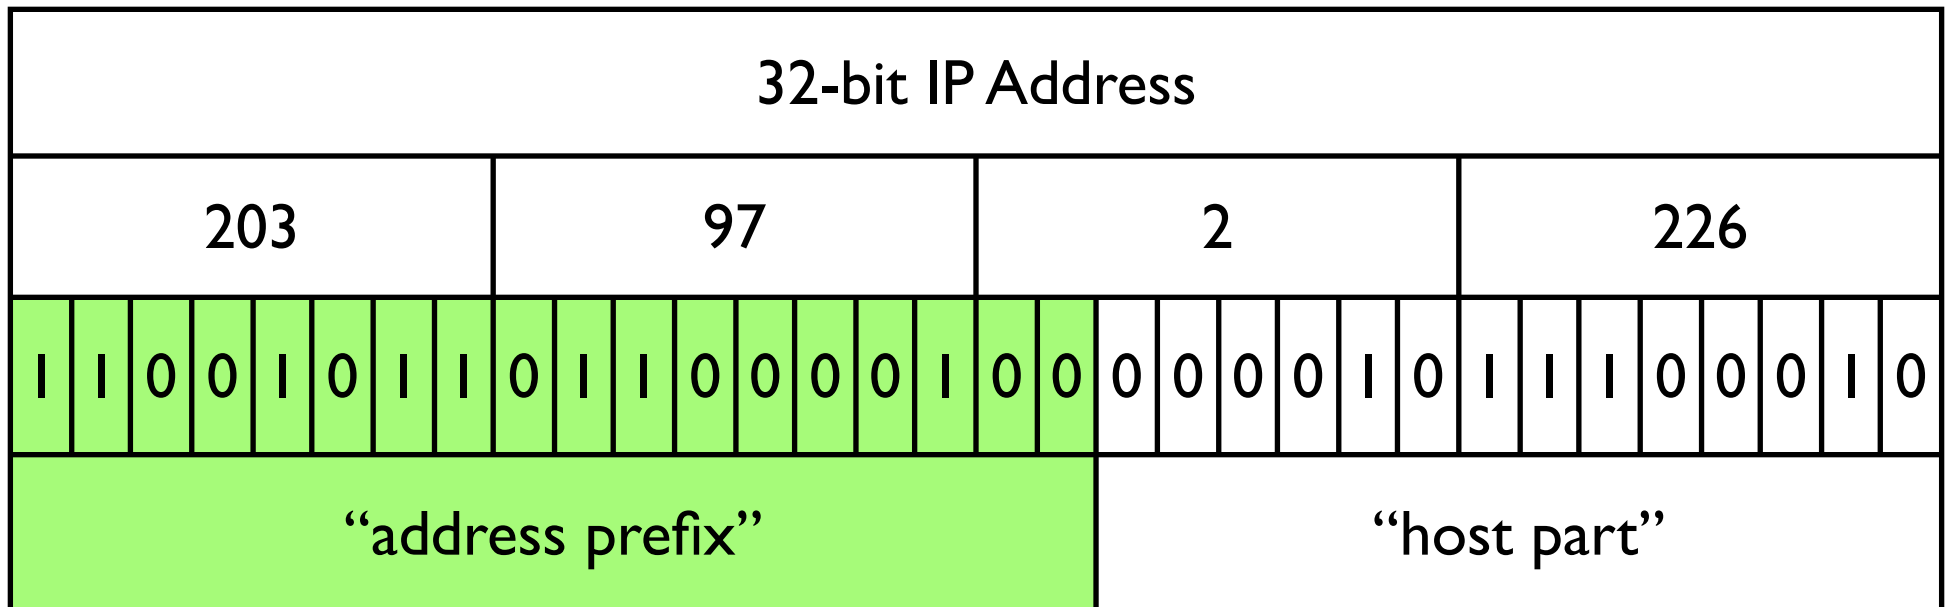 32-bit IP Address
203 97 2 226
1 1 0 0 1 0 1 1 0 1 1 0 0 0 0 1 0 0 0 0 0 0 1 0 1 1 1 0 0 0 1 0
“address prefix” “host part”